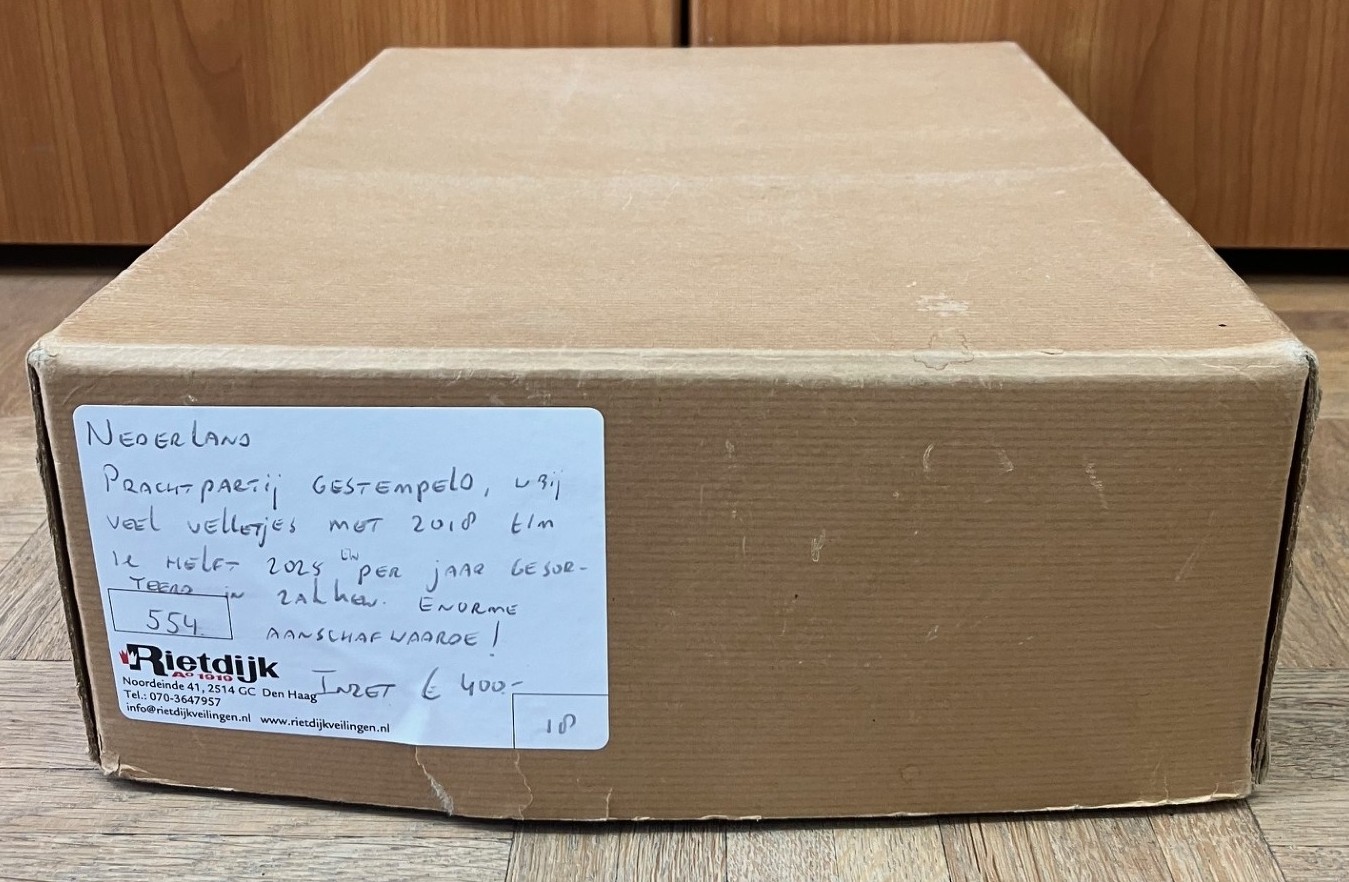 NEDERLAND
PRACHTPARTIJ GESTEMPELD, WBIJ
VEEL VELLETJES MET 2018 t/m
1e HELFT 2025 EN PER JAAR GESOR-
TEERD IN ZAKKEN. ENORME
554 AANSCHAFWAARDE!
Rietdijk
Ao 1919
INZET € 400.-
Noordeinde 41, 2514 GC Den Haag
Tel.: 070-3647957
info@rietdijkveilingen.nl www.rietdijkveilingen.nl
18